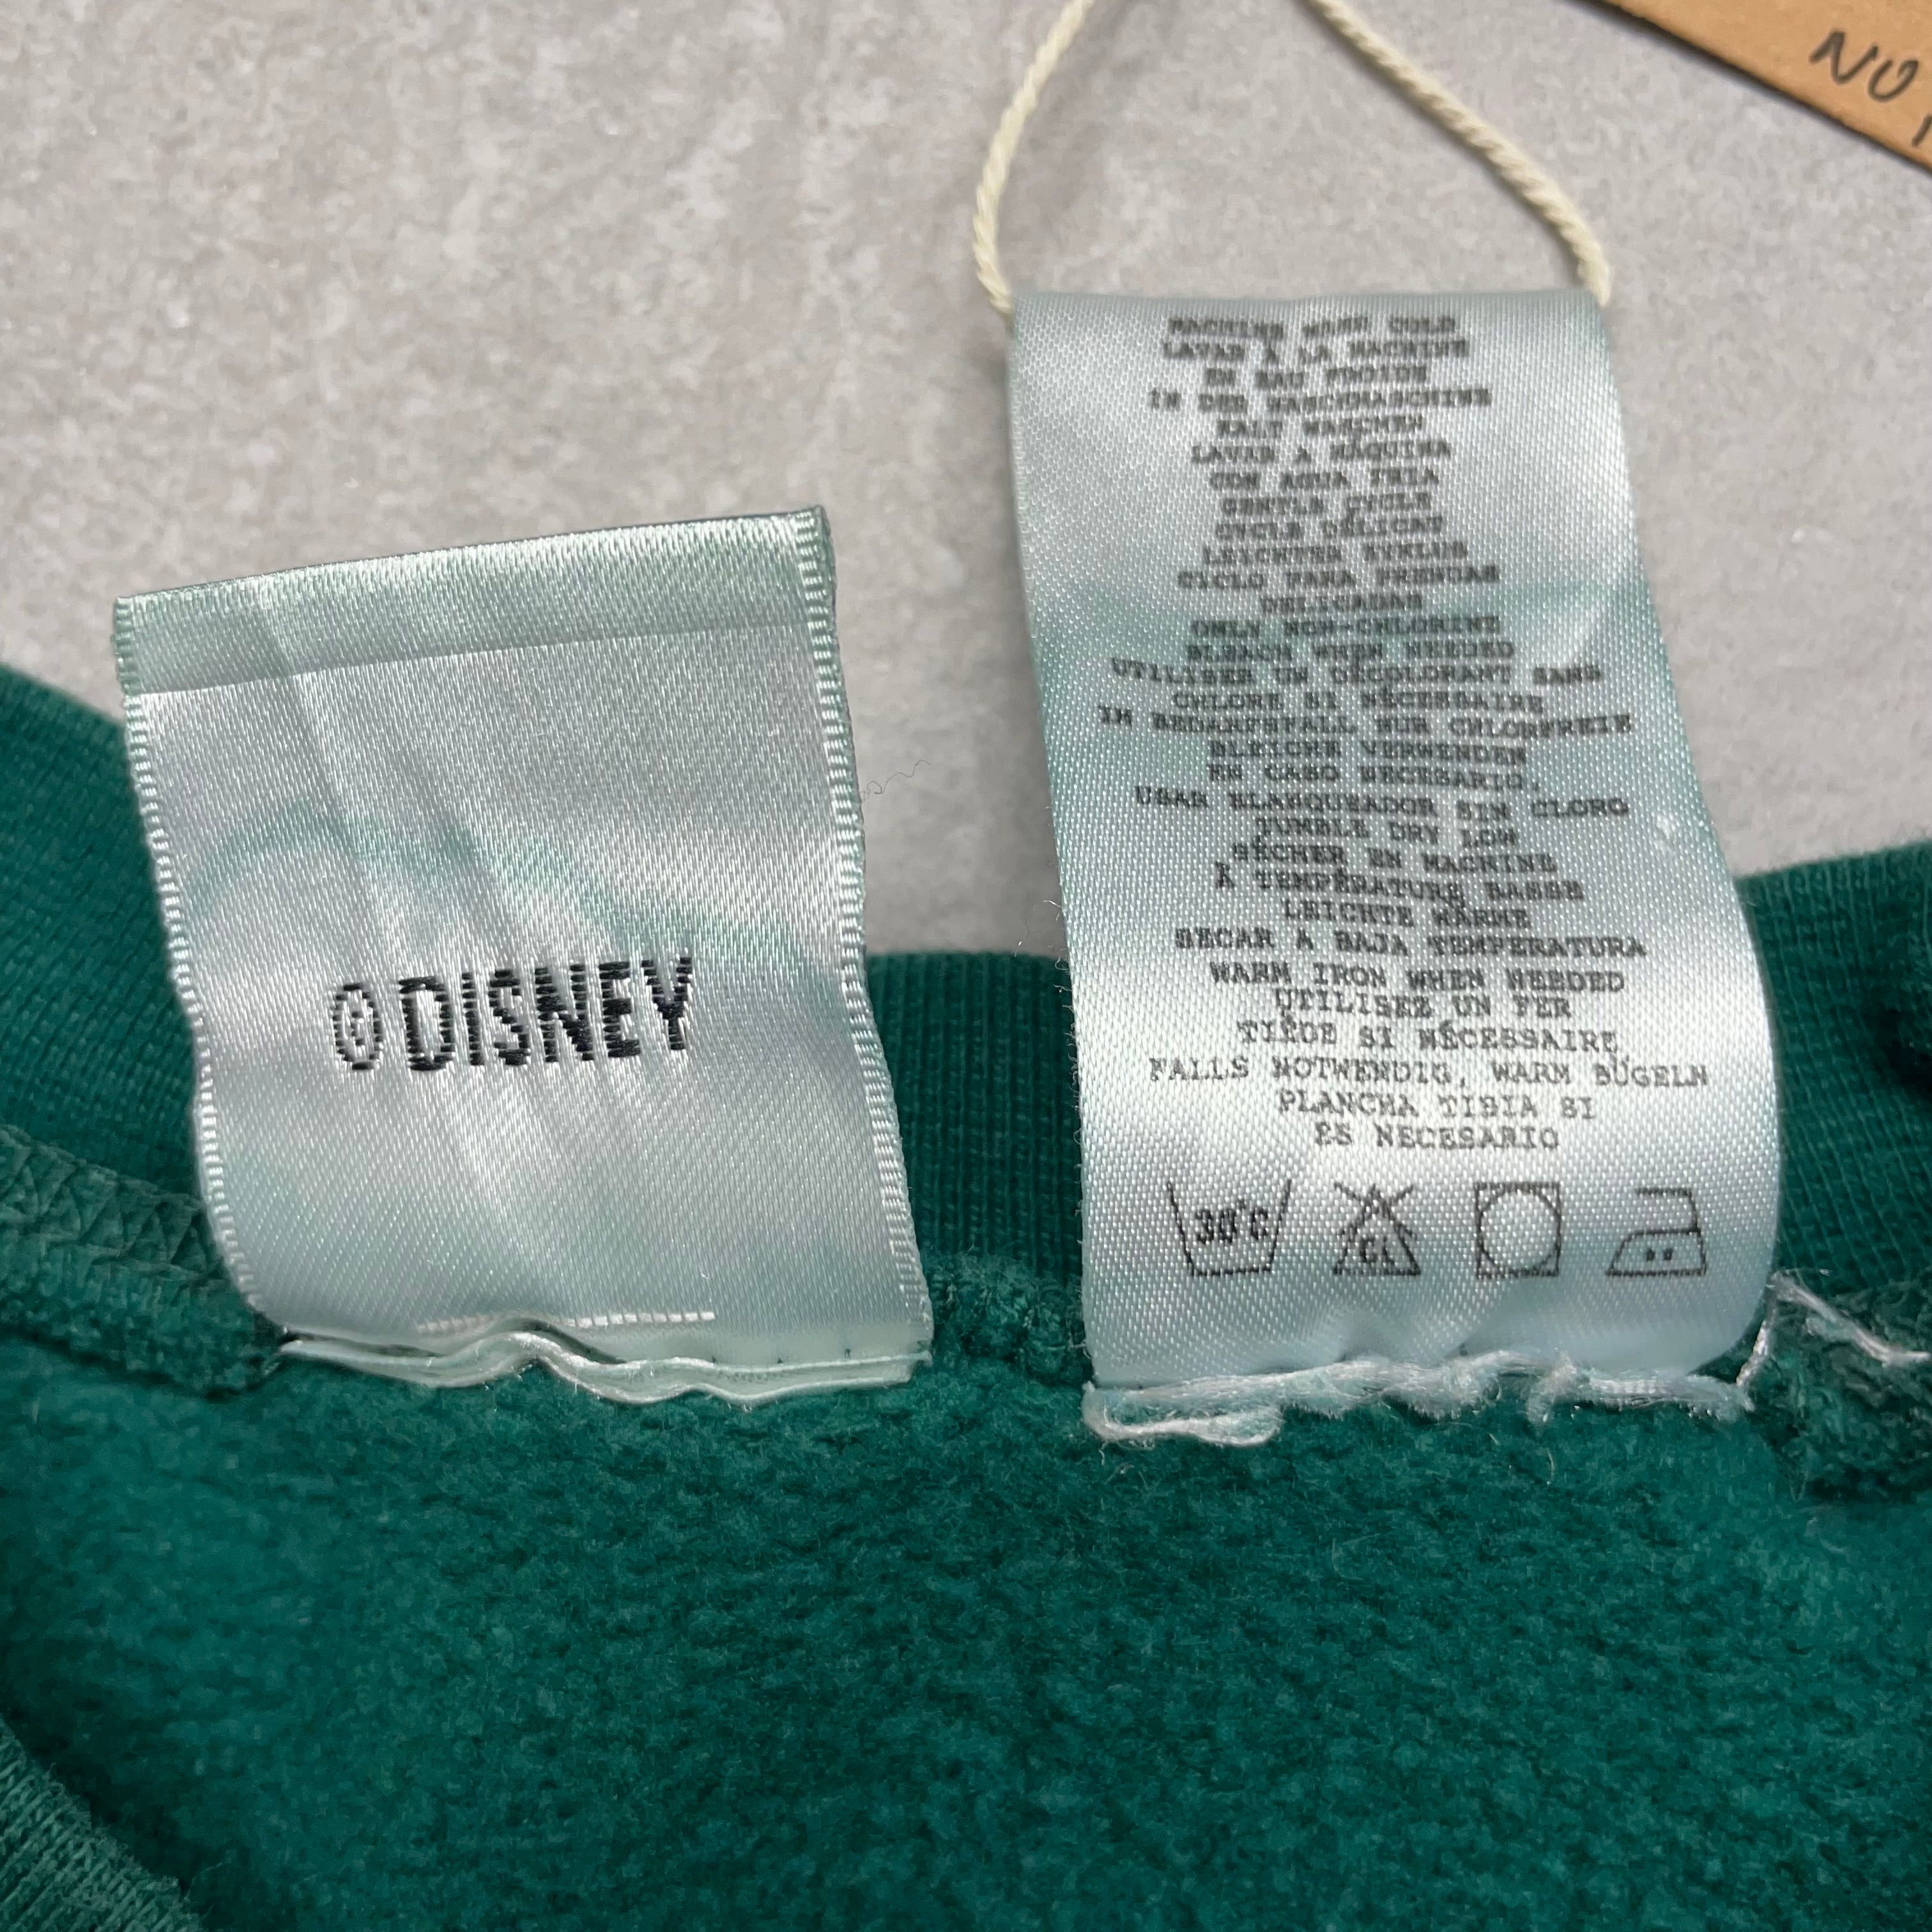 NO
© DISNEY
MACHINE WASH COLD
LAVAR A LA MACHINE
EN EAU FROIDE
IN DER WASCHMASCHINE
KALT WASCHEN
LAVAR A MÁQUINA
CON AGUA FRIA
GENTLE CYCLE
CYCLE DÉLICAT
LEICHTER ZYKLUS
CICLO PARA PRENDAS
DELICADAS
ONLY NON-CHLORINE
BLEACH WHEN NEEDED
UTILISER UN DÉCOLORANT SANS
CHLORE SI NÉCESSAIRE
IM BEDARFSFALL NUR CHLORFREIE
BLEICHE VERWENDEN
EN CASO NECESARIO,
USAR BLANQUEADOR SIN CLORO
TUMBLE DRY LOW
SÉCHER EN MACHINE
À TEMPÉRATURE BASSE
LEICHTE WÄRME
SECAR A BAJA TEMPERATURA
WARM IRON WHEN NEEDED
UTILISEZ UN FER
TIÈDE SI NÉCESSAIRE
FALLS NOTWENDIG, WARM BÜGELN
PLANCHA TIBIA SI
ES NECESARIO
30°C CL